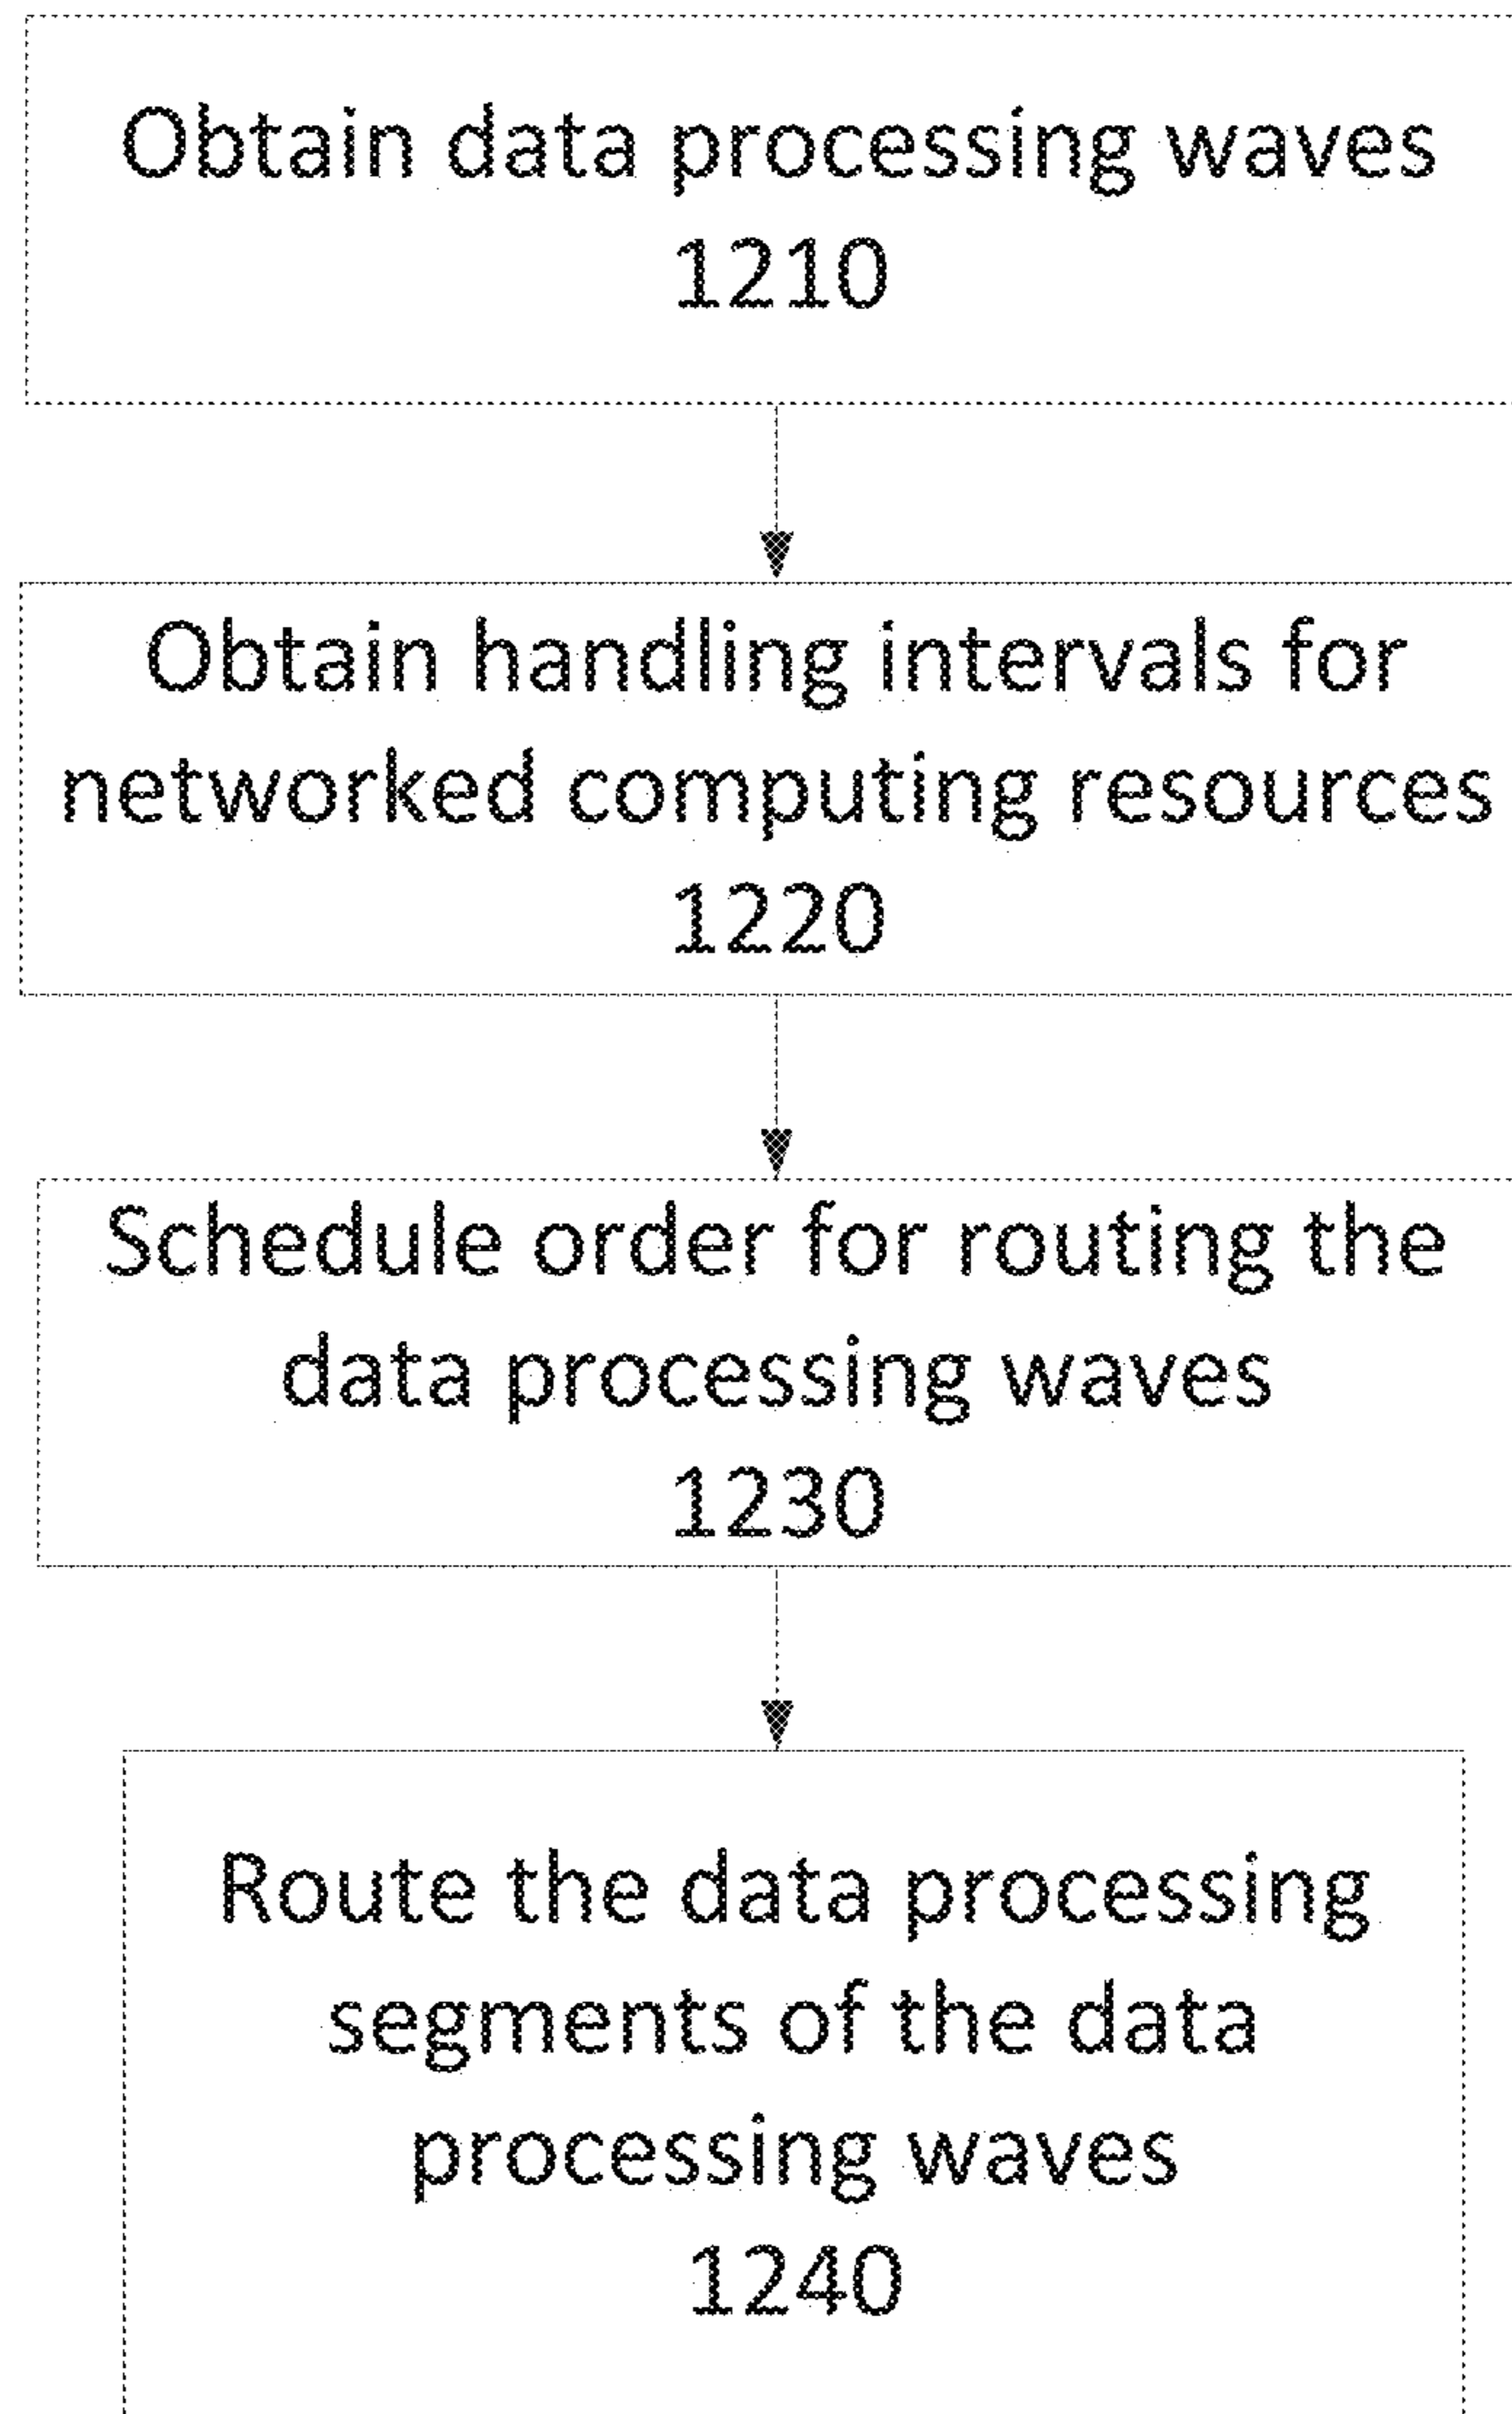 Obtain data processing waves
1210
Obtain handling intervals for
networked computing resources
1220
Schedule order for routing the
data processing waves
1230
Route the data processing
segments of the data
processing waves
1240